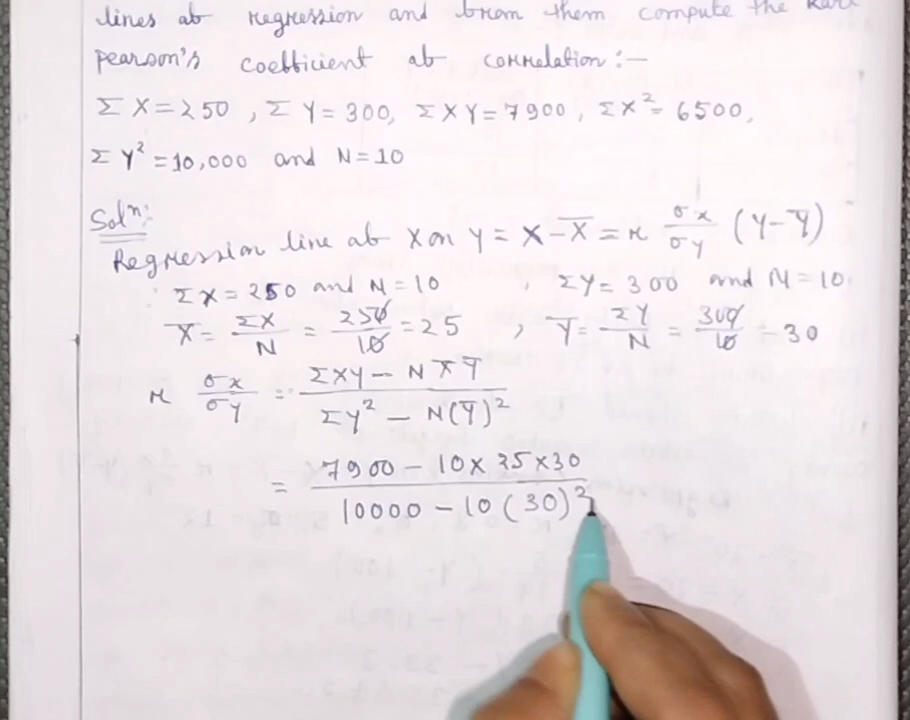 lines of regression and from them compute the Karl
pearson's coefficient of correlation :-
Σ X = 250 , Σ Y = 300, Σ XY = 7900, Σ X² = 6500,
Σ Y² = 10,000 and N = 10
Solⁿ:
Regression line of X on Y = X - X̅ = r σx/σy (Y - Y̅)
Σ X = 250 and N = 10 , Σ Y = 300 and N = 10
X̅ = ΣX/N = 250/10 = 25 , Y̅ = ΣY/N = 300/10 = 30
r σx/σy = (ΣXY - N X̅ Y̅)/(ΣY² - N(Y̅)²)
= (7900 - 10 × 35 × 30)/(10000 - 10 (30)²)